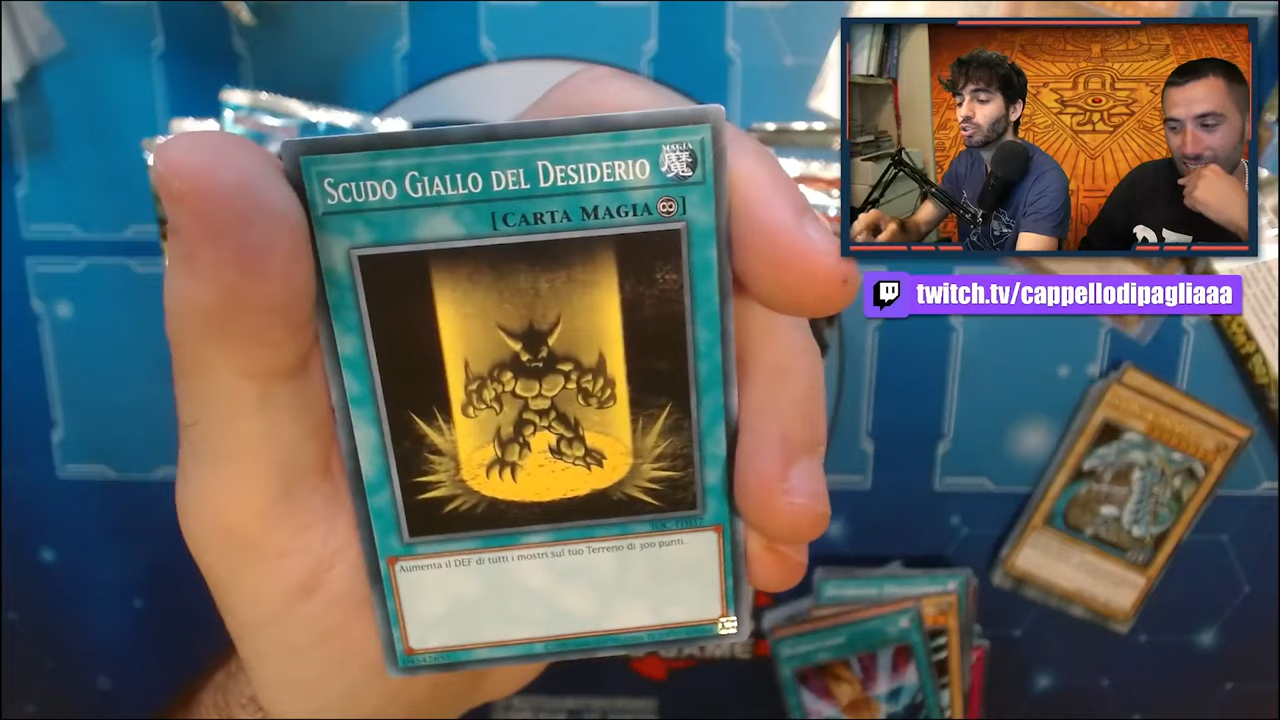 SCUDO GIALLO DEL DESIDERIO
MAGIA
魔
[CARTA MAGIA]
Aumenta il DEF di tutti i mostri sul tuo Terreno di 300 punti.
twitch.tv/cappellodipagliaaa